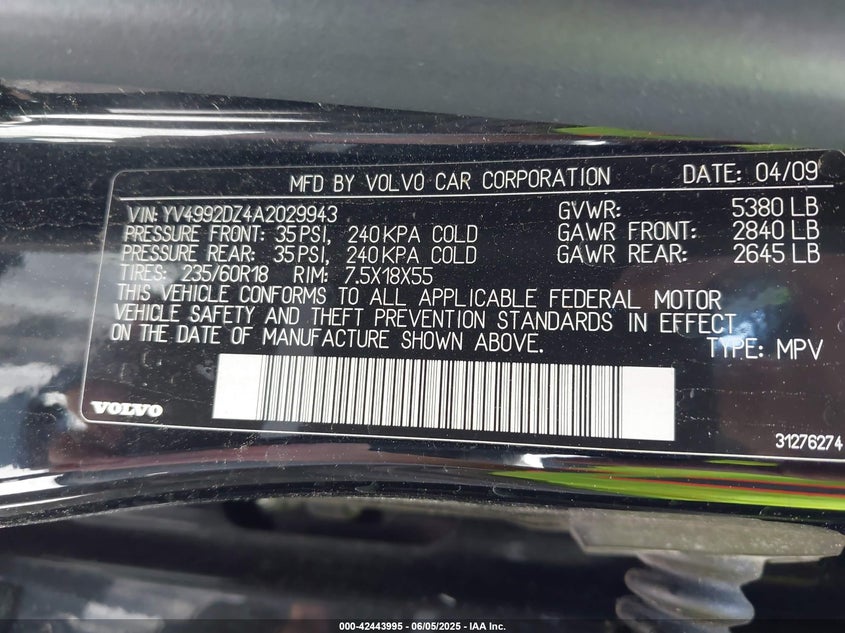 MFD BY VOLVO CAR CORPORATION DATE: 04/09
VIN: YV4992DZ4A2029943 GVWR: 5380 LB
PRESSURE FRONT: 35 PSI, 240 KPA COLD GAWR FRONT: 2840 LB
PRESSURE REAR: 35 PSI, 240 KPA COLD GAWR REAR: 2645 LB
TIRES: 235/60R18 RIM: 7.5X18X55
THIS VEHICLE CONFORMS TO ALL APPLICABLE FEDERAL MOTOR
VEHICLE SAFETY AND THEFT PREVENTION STANDARDS IN EFFECT
ON THE DATE OF MANUFACTURE SHOWN ABOVE. TYPE: MPV
VOLVO
31276274
000-42443995 - 06/05/2025 - IAA Inc.